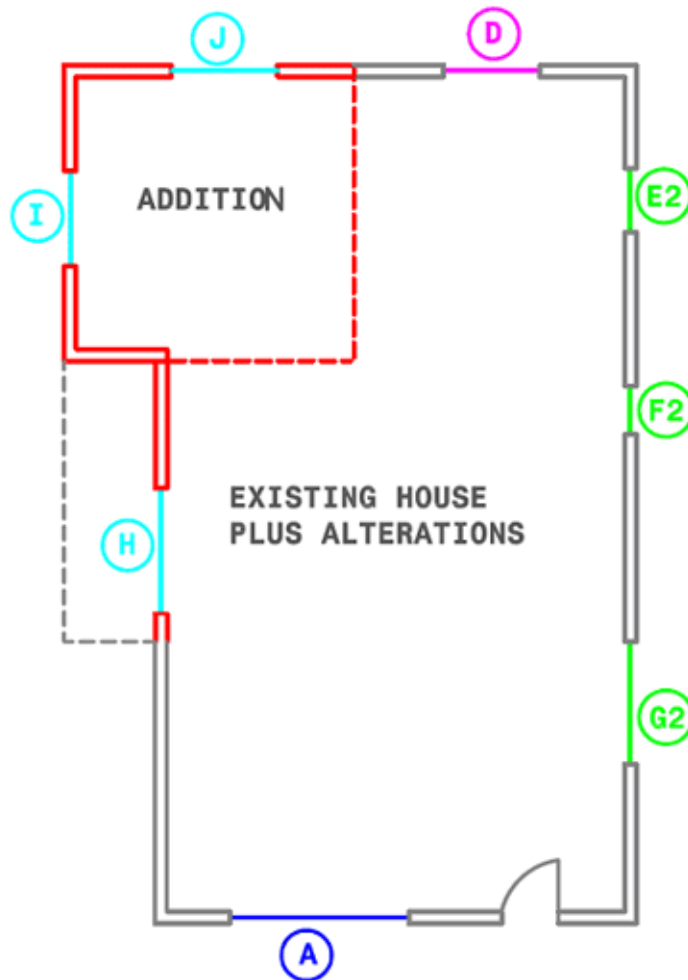 J
D
ADDITION
I
E2
F2
EXISTING HOUSE
PLUS ALTERATIONS
H
G2
A